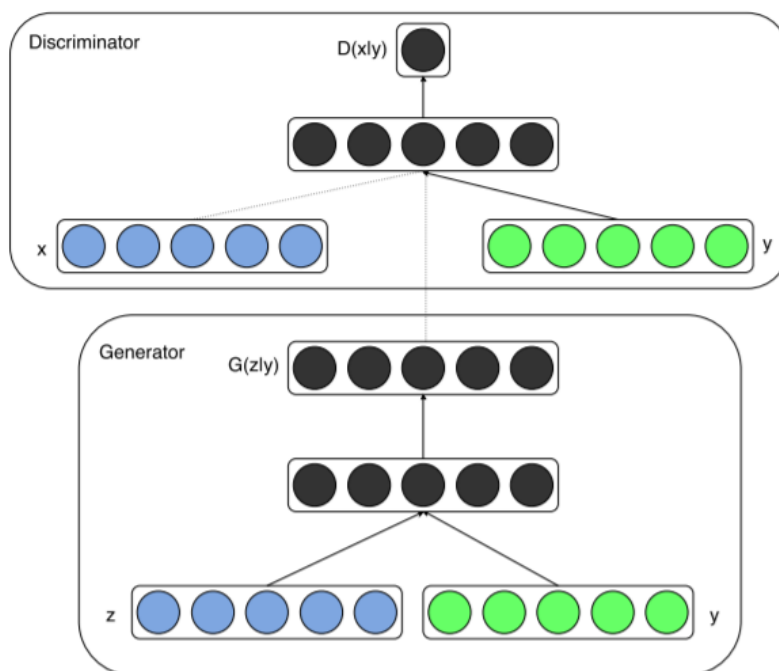 Discriminator
D(x|y)
x
y
Generator
G(z|y)
z
y